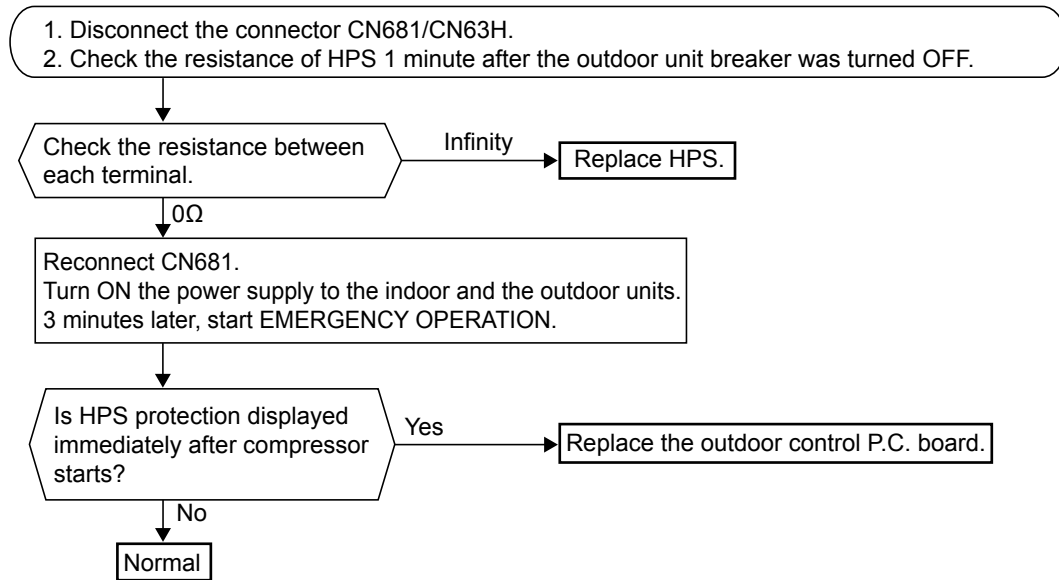 1. Disconnect the connector CN681/CN63H.
2. Check the resistance of HPS 1 minute after the outdoor unit breaker was turned OFF.
Check the resistance between
each terminal.
Infinity
Replace HPS.
0Ω
Reconnect CN681.
Turn ON the power supply to the indoor and the outdoor units.
3 minutes later, start EMERGENCY OPERATION.
Is HPS protection displayed
immediately after compressor
starts?
Yes
Replace the outdoor control P.C. board.
No
Normal